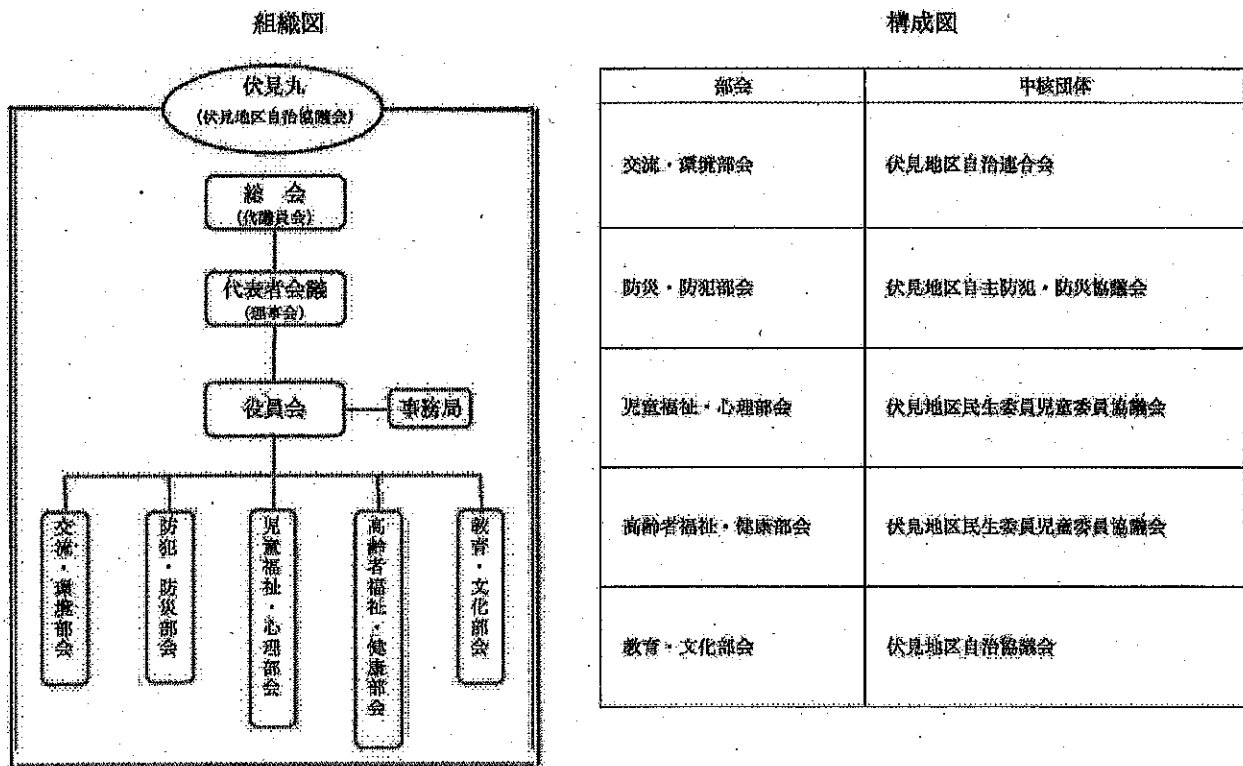 組織図
伏見丸
(伏見地区自治協議会)
総 会
(代議員会)
代表者会議
(理事会)
役員会
事務局
交流・環境部会
防犯・防災部会
児童福祉・心理部会
高齢者福祉・健康部会
教育・文化部会
構成図
部会 中核団体
交流・環境部会 伏見地区自治連合会
防災・防犯部会 伏見地区自主防犯・防災協議会
児童福祉・心理部会 伏見地区民生委員児童委員協議会
高齢者福祉・健康部会 伏見地区民生委員児童委員協議会
教育・文化部会 伏見地区自治協議会